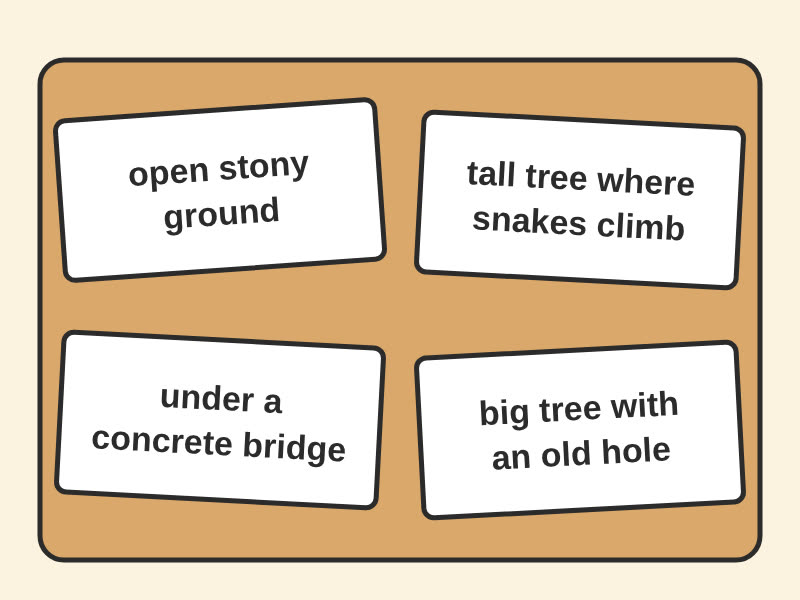 open stony
ground
tall tree where
snakes climb
under a
concrete bridge
big tree with
an old hole